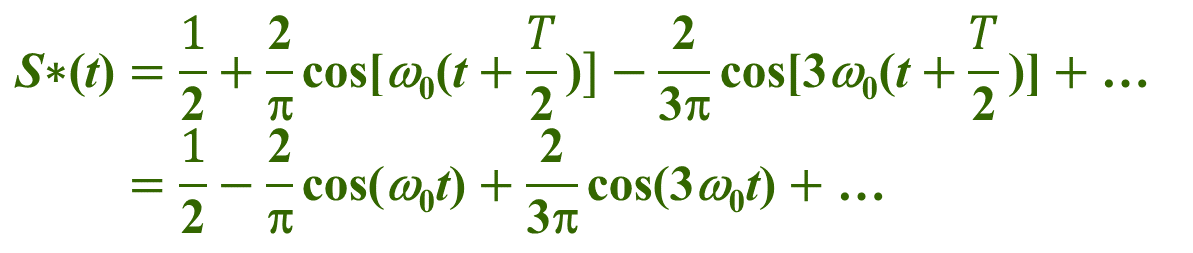 S*(t) = 1/2 + 2/π cos[ω₀(t + T/2)] − 2/3π cos[3ω₀(t + T/2)] + …
= 1/2 − 2/π cos(ω₀t) + 2/3π cos(3ω₀t) + …